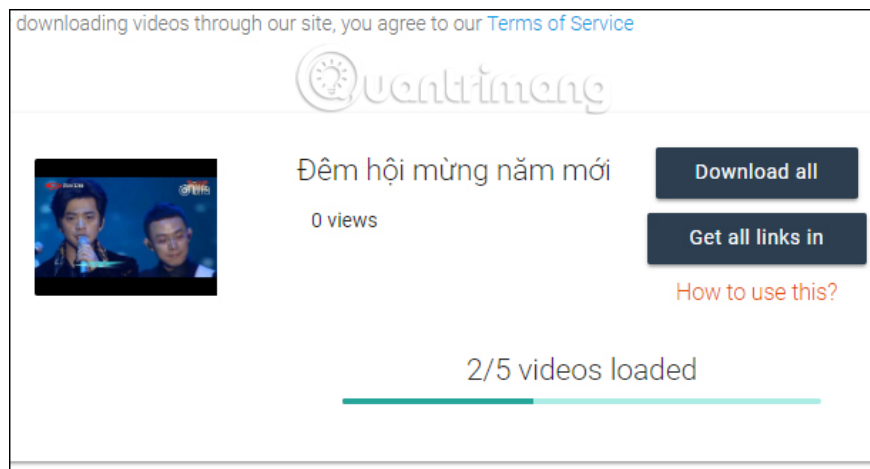 downloading videos through our site, you agree to our Terms of Service
Quantrimang
Đêm hội mừng năm mới
0 views
Download all
Get all links in
How to use this?
2/5 videos loaded